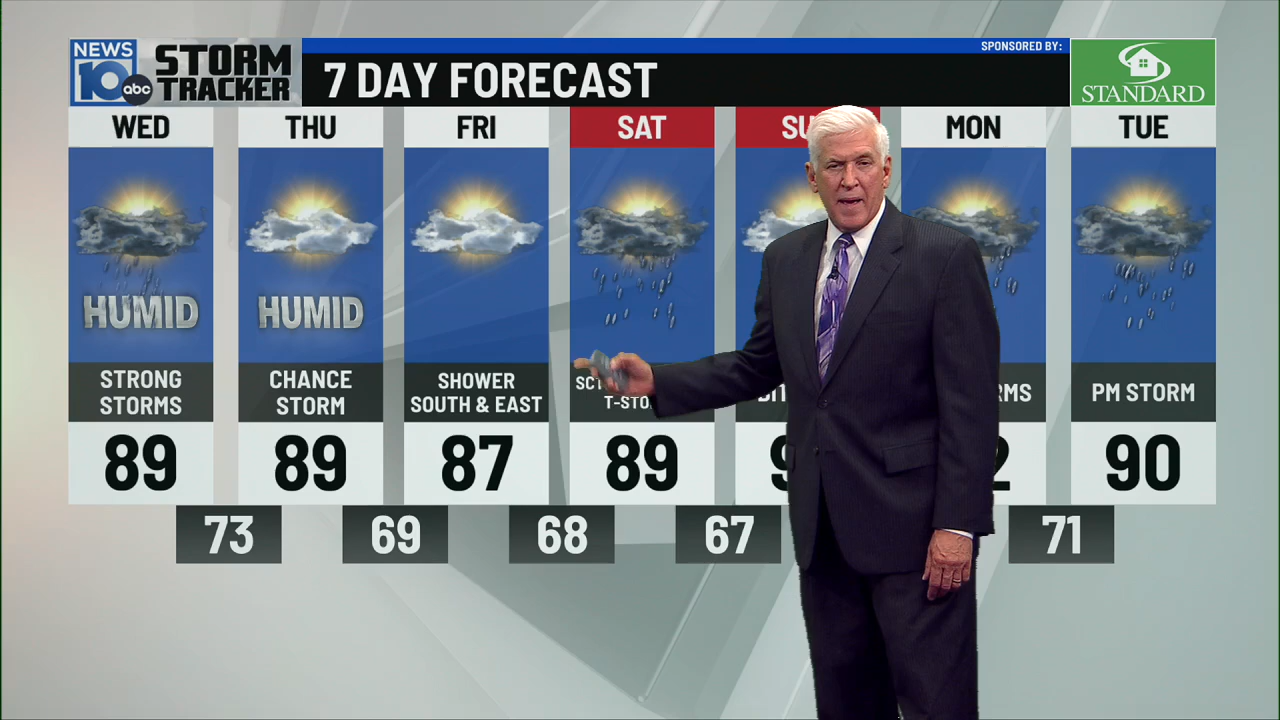 NEWS
10
abc
STORM
TRACKER
7 DAY FORECAST
SPONSORED BY:
STANDARD
WED
THU
FRI
SAT
MON
TUE
HUMID
HUMID
STRONG
STORMS
CHANCE
STORM
SHOWER
SOUTH & EAST
PM STORM
89
89
87
89
90
73
69
68
67
71